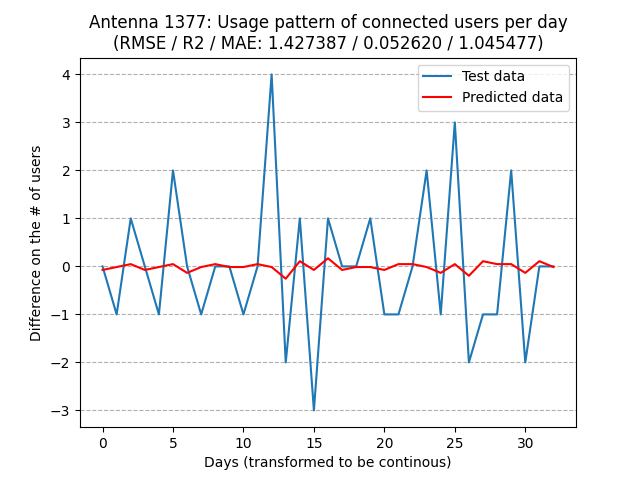 Antenna 1377: Usage pattern of connected users per day
(RMSE / R2 / MAE: 1.427387 / 0.052620 / 1.045477)
Test data
Predicted data
Difference on the # of users
4
3
2
1
0
−1
−2
−3
0 5 10 15 20 25 30
Days (transformed to be continous)